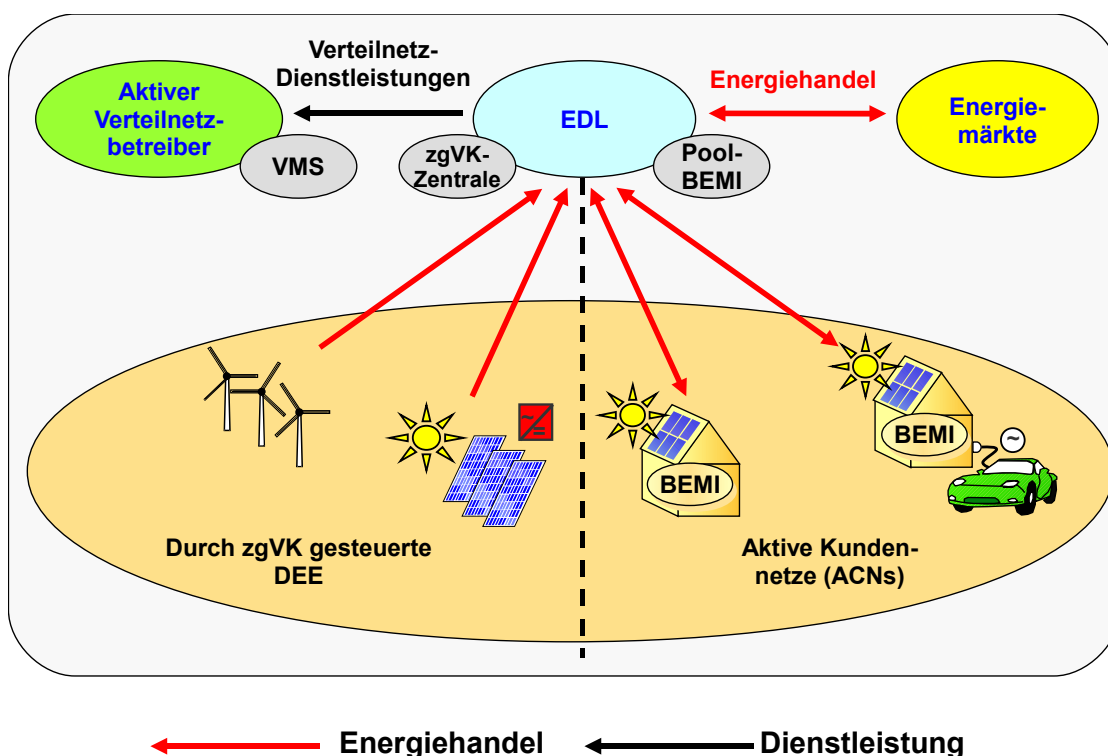 Verteilnetz-
Dienstleistungen
Energiehandel
Aktiver
Verteilnetz-
betreiber
EDL
Energie-
märkte
VMS
zgVK-
Zentrale
Pool-
BEMI
~
=
BEMI
BEMI
~
Durch zgVK gesteuerte
DEE
Aktive Kunden-
netze (ACNs)
Energiehandel
Dienstleistung